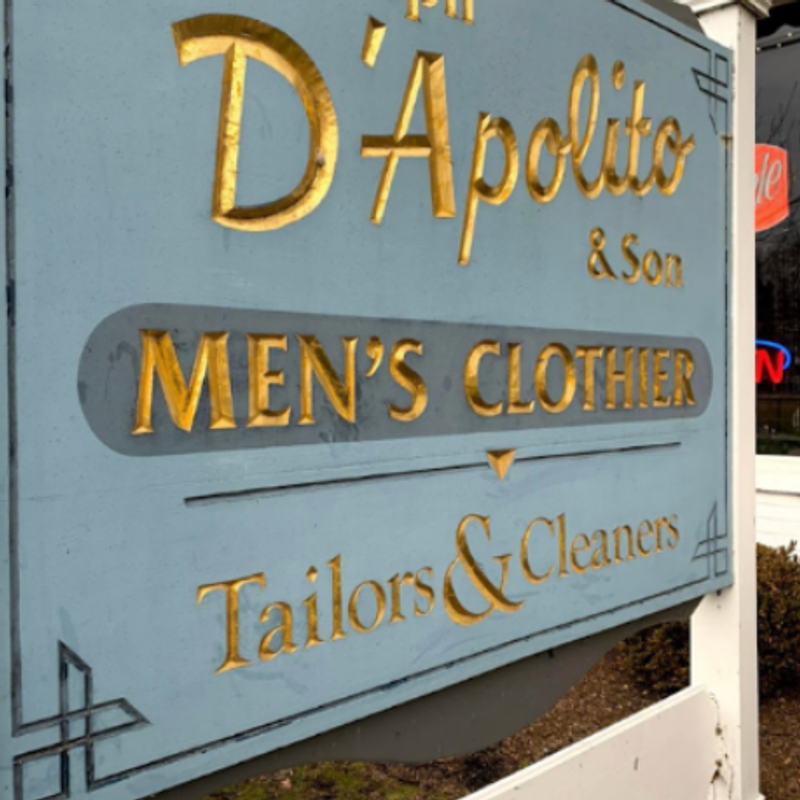 D'Apolito
& Son
MEN'S CLOTHIER
Tailors & Cleaners